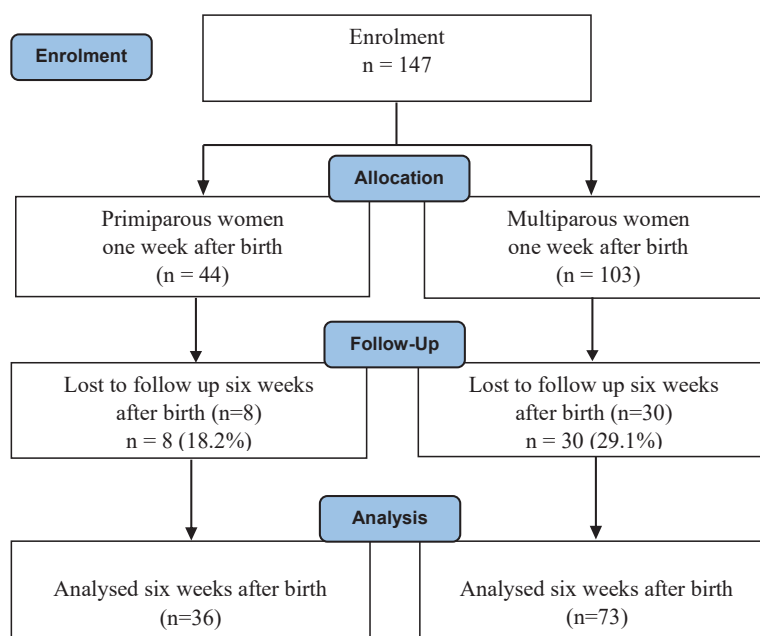 Enrolment
Enrolment
n = 147
Allocation
Primiparous women
one week after birth
(n = 44)
Multiparous women
one week after birth
(n = 103)
Follow-Up
Lost to follow up six weeks
after birth (n=8)
n = 8 (18.2%)
Lost to follow up six weeks
after birth (n=30)
n = 30 (29.1%)
Analysis
Analysed six weeks after birth
(n=36)
Analysed six weeks after birth
(n=73)